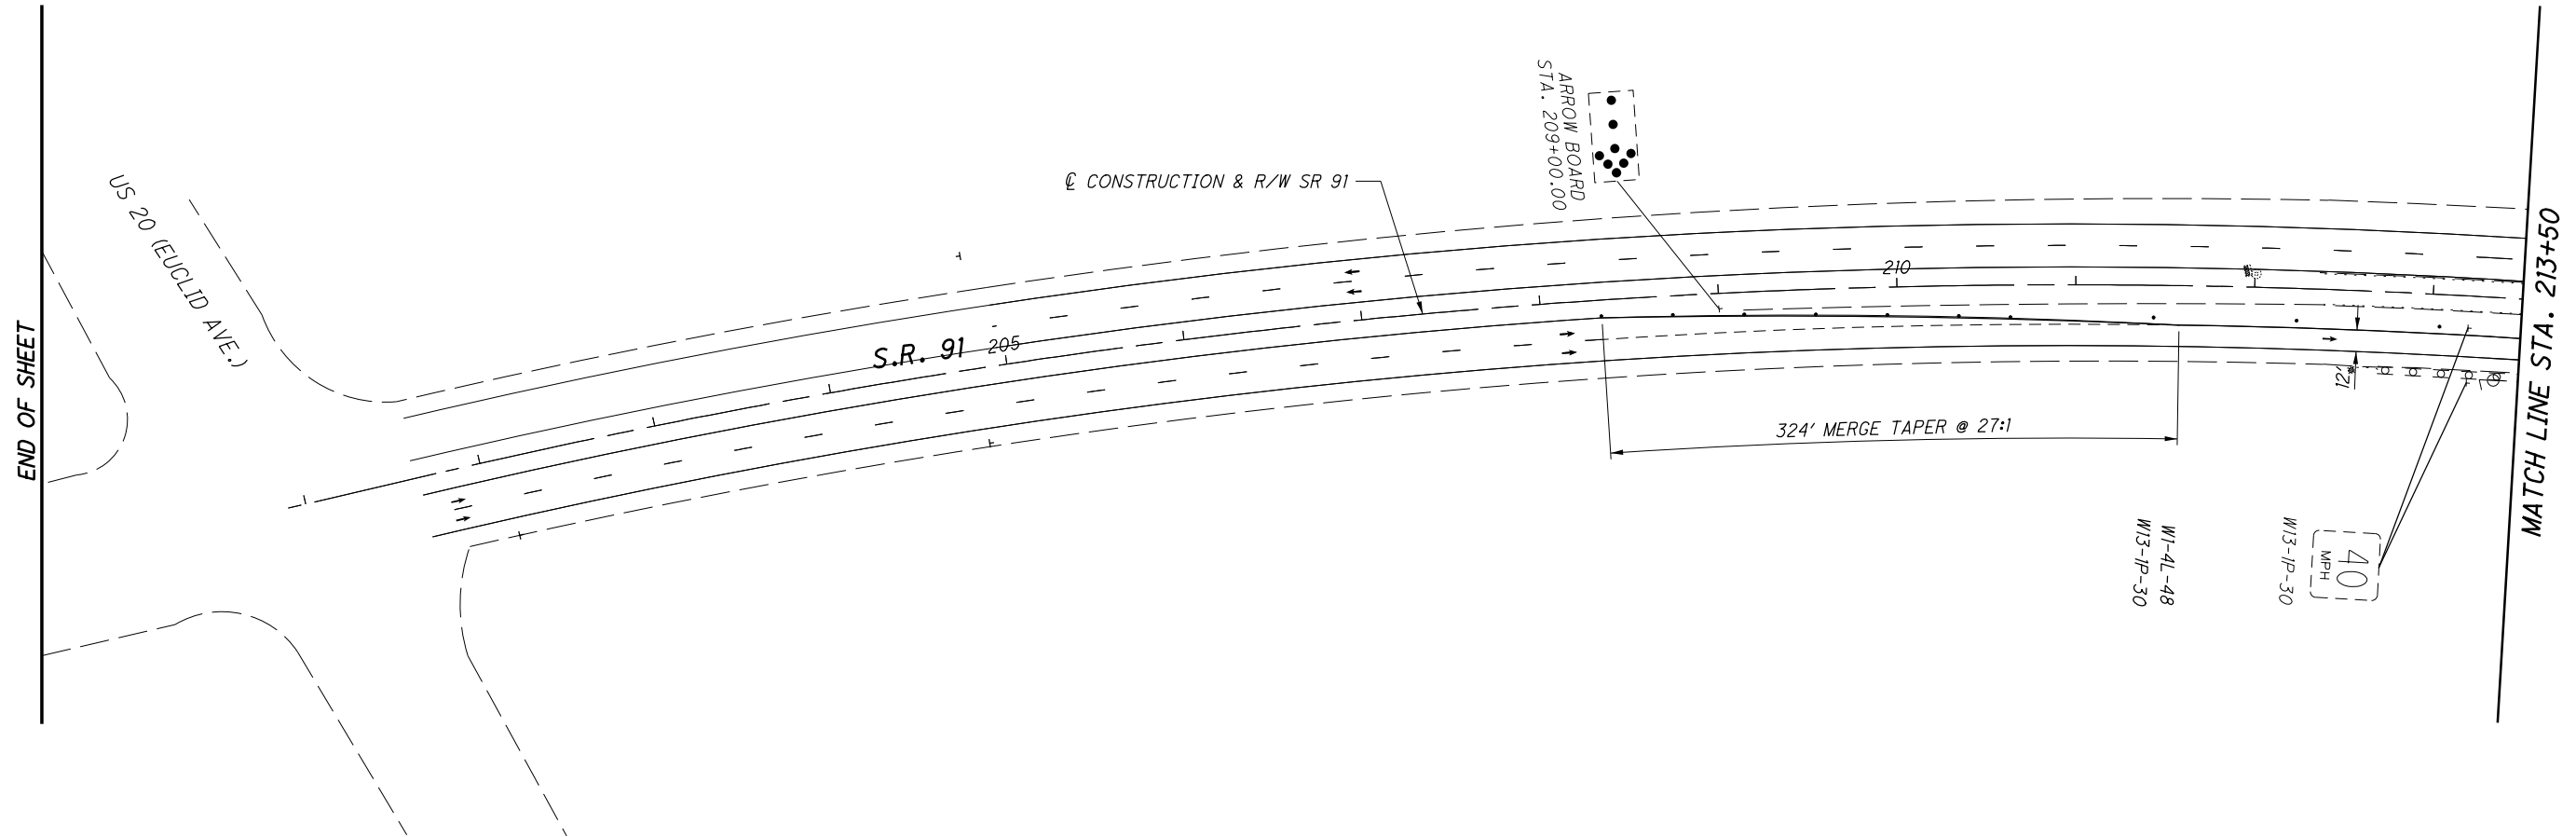 END OF SHEET
US 20 (EUCLID AVE.)
S.R. 91
205
℄ CONSTRUCTION & R/W SR 91
ARROW BOARD
STA. 209+00.00
210
324' MERGE TAPER @ 27:1
12'
W1-4L-48
W13-1P-30
W13-1P-30
40
MPH
MATCH LINE STA. 213+50